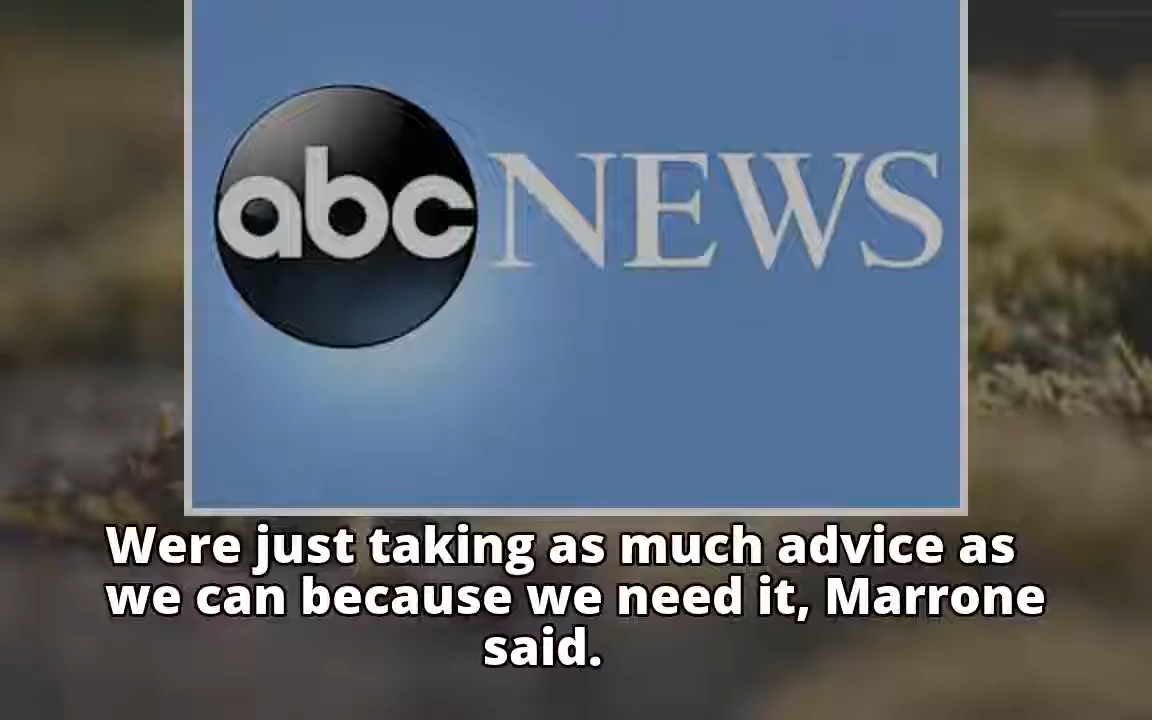 abc NEWS
Were just taking as much advice as
we can because we need it, Marrone
said.